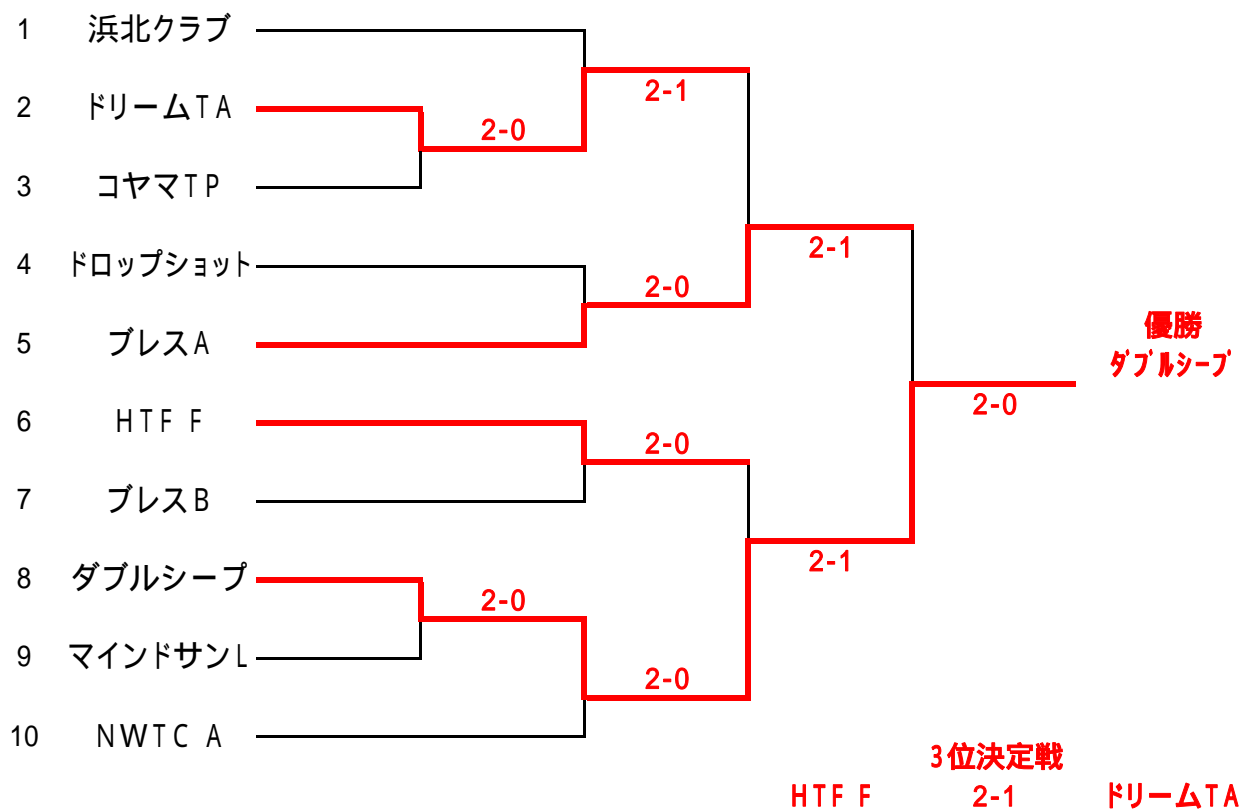 1 浜北クラブ
2-1
2 ドリームTA
2-0
3 コヤマTP
2-1
4 ドロップショット
2-0
5 ブレスA
優勝
ダブルシープ
2-0
6 HTF F
2-0
7 ブレスB
2-1
8 ダブルシープ
2-0
9 マインドサンL
2-0
10 NWTC A
3位決定戦
HTF F 2-1 ドリームTA